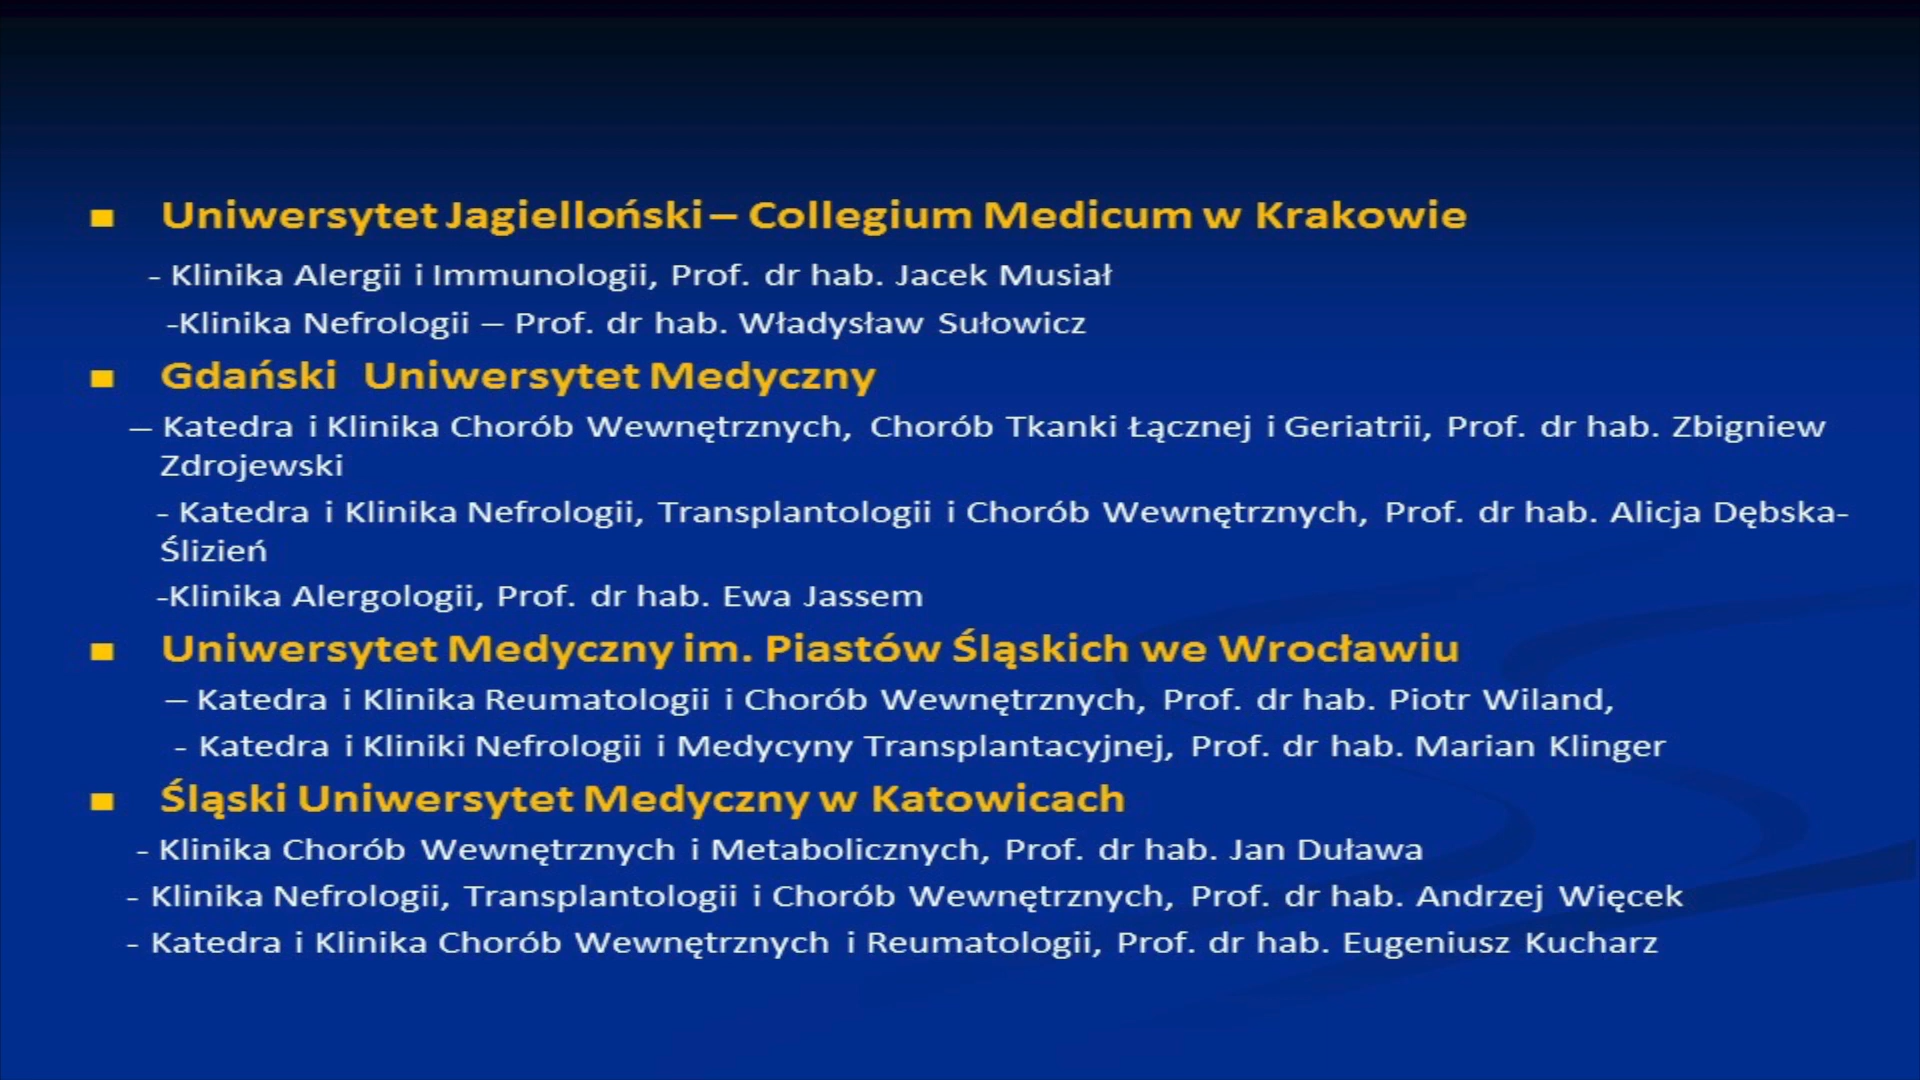 Uniwersytet Jagielloński – Collegium Medicum w Krakowie
- Klinika Alergii i Immunologii, Prof. dr hab. Jacek Musiał
-Klinika Nefrologii – Prof. dr hab. Władysław Sułowicz
Gdański Uniwersytet Medyczny
– Katedra i Klinika Chorób Wewnętrznych, Chorób Tkanki Łącznej i Geriatrii, Prof. dr hab. Zbigniew
Zdrojewski
- Katedra i Klinika Nefrologii, Transplantologii i Chorób Wewnętrznych, Prof. dr hab. Alicja Dębska-
Ślizień
-Klinika Alergologii, Prof. dr hab. Ewa Jassem
Uniwersytet Medyczny im. Piastów Śląskich we Wrocławiu
– Katedra i Klinika Reumatologii i Chorób Wewnętrznych, Prof. dr hab. Piotr Wiland,
- Katedra i Kliniki Nefrologii i Medycyny Transplantacyjnej, Prof. dr hab. Marian Klinger
Śląski Uniwersytet Medyczny w Katowicach
- Klinika Chorób Wewnętrznych i Metabolicznych, Prof. dr hab. Jan Duława
- Klinika Nefrologii, Transplantologii i Chorób Wewnętrznych, Prof. dr hab. Andrzej Więcek
- Katedra i Klinika Chorób Wewnętrznych i Reumatologii, Prof. dr hab. Eugeniusz Kucharz